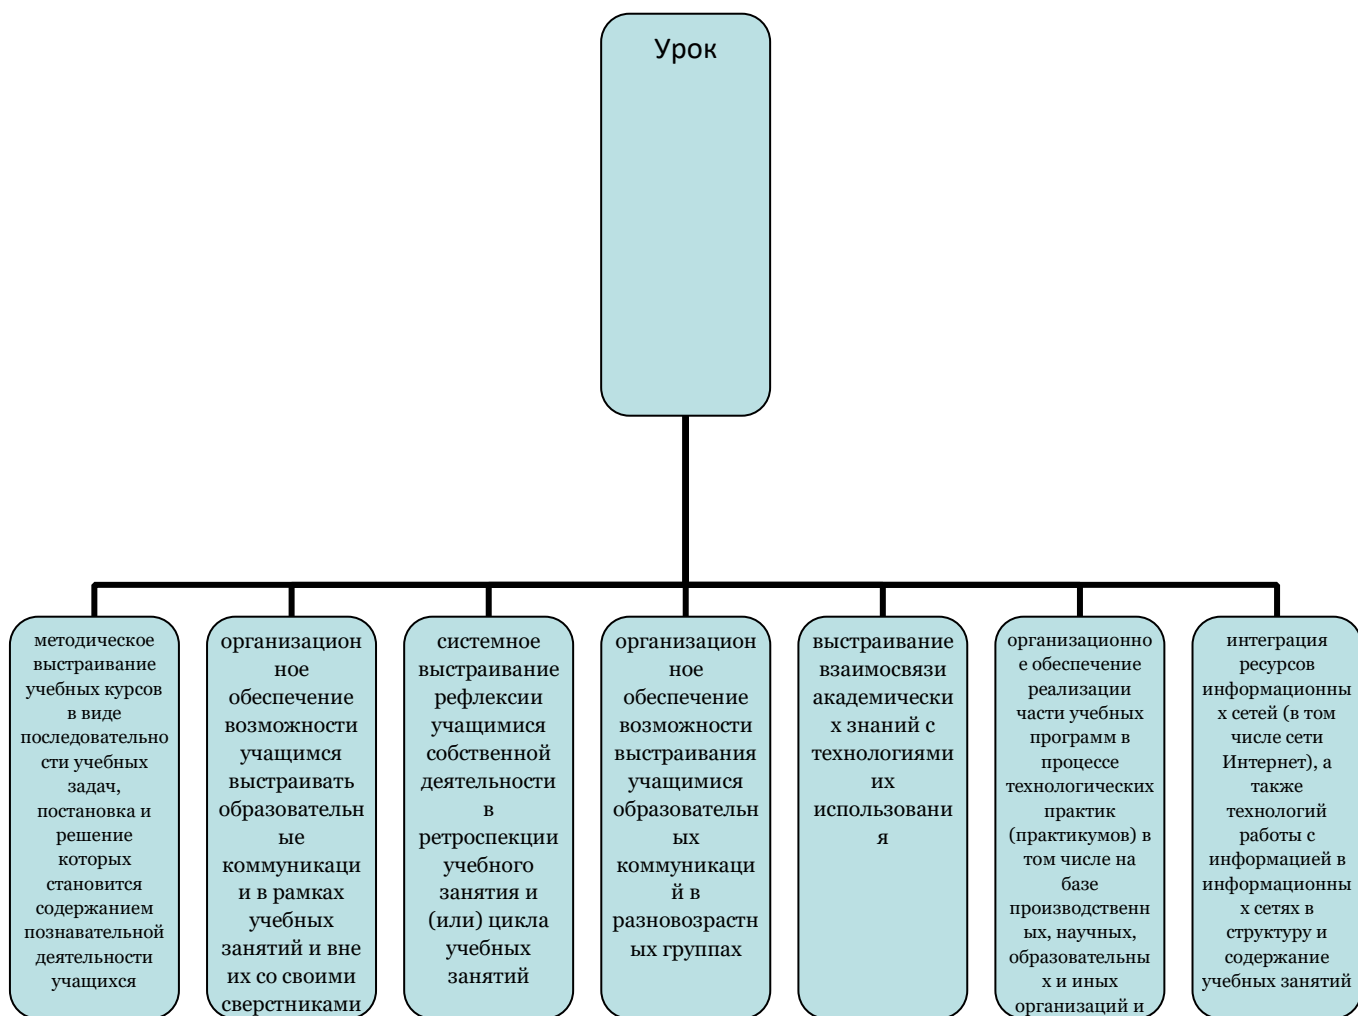 Урок
методическое
выстраивание
учебных курсов
в виде
последовательно
сти учебных
задач,
постановка и
решение
которых
становится
содержанием
познавательной
деятельности
учащихся
организацион
ное
обеспечение
возможности
учащимся
выстраивать
образовательн
ые
коммуникаци
и в рамках
учебных
занятий и вне
их со своими
сверстниками
системное
выстраивание
рефлексии
учащимися
собственной
деятельности
в
ретроспекции
учебного
занятия и
(или) цикла
учебных
занятий
организацион
ное
обеспечение
возможности
выстраивания
учащимися
образовательн
ых
коммуникаци
й в
разновозрастн
ых группах
выстраивание
взаимосвязи
академически
х знаний с
технологиями
их
использовани
я
организационно
е обеспечение
реализации
части учебных
программ в
процессе
технологических
практик
(практикумов) в
том числе на
базе
производственн
ых, научных,
образовательны
х и иных
организаций и
интеграция
ресурсов
информационны
х сетей (в том
числе сети
Интернет), а
также
технологий
работы с
информацией в
информационны
х сетях в
структуру и
содержание
учебных занятий